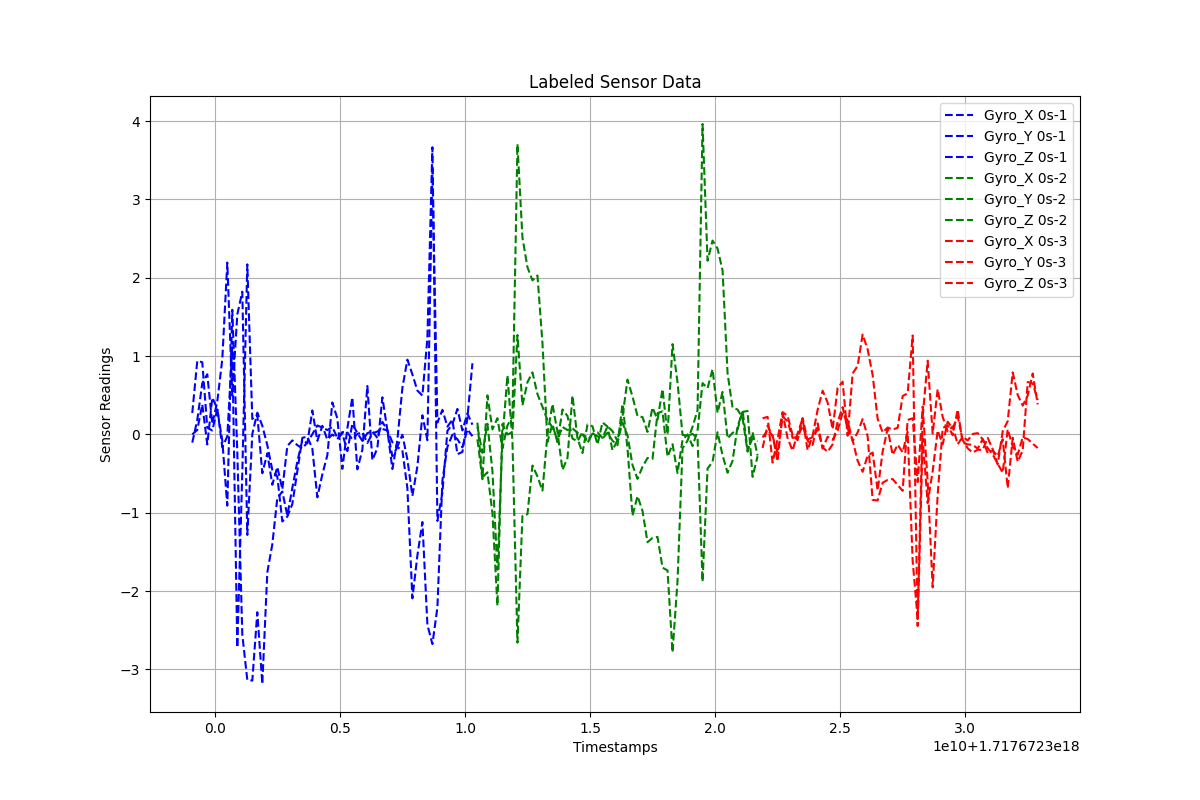 Labeled Sensor Data
Sensor Readings
4
3
2
1
0
−1
−2
−3
Gyro_X 0s-1
Gyro_Y 0s-1
Gyro_Z 0s-1
Gyro_X 0s-2
Gyro_Y 0s-2
Gyro_Z 0s-2
Gyro_X 0s-3
Gyro_Y 0s-3
Gyro_Z 0s-3
0.0 0.5 1.0 1.5 2.0 2.5 3.0
Timestamps
1e10+1.7176723e18